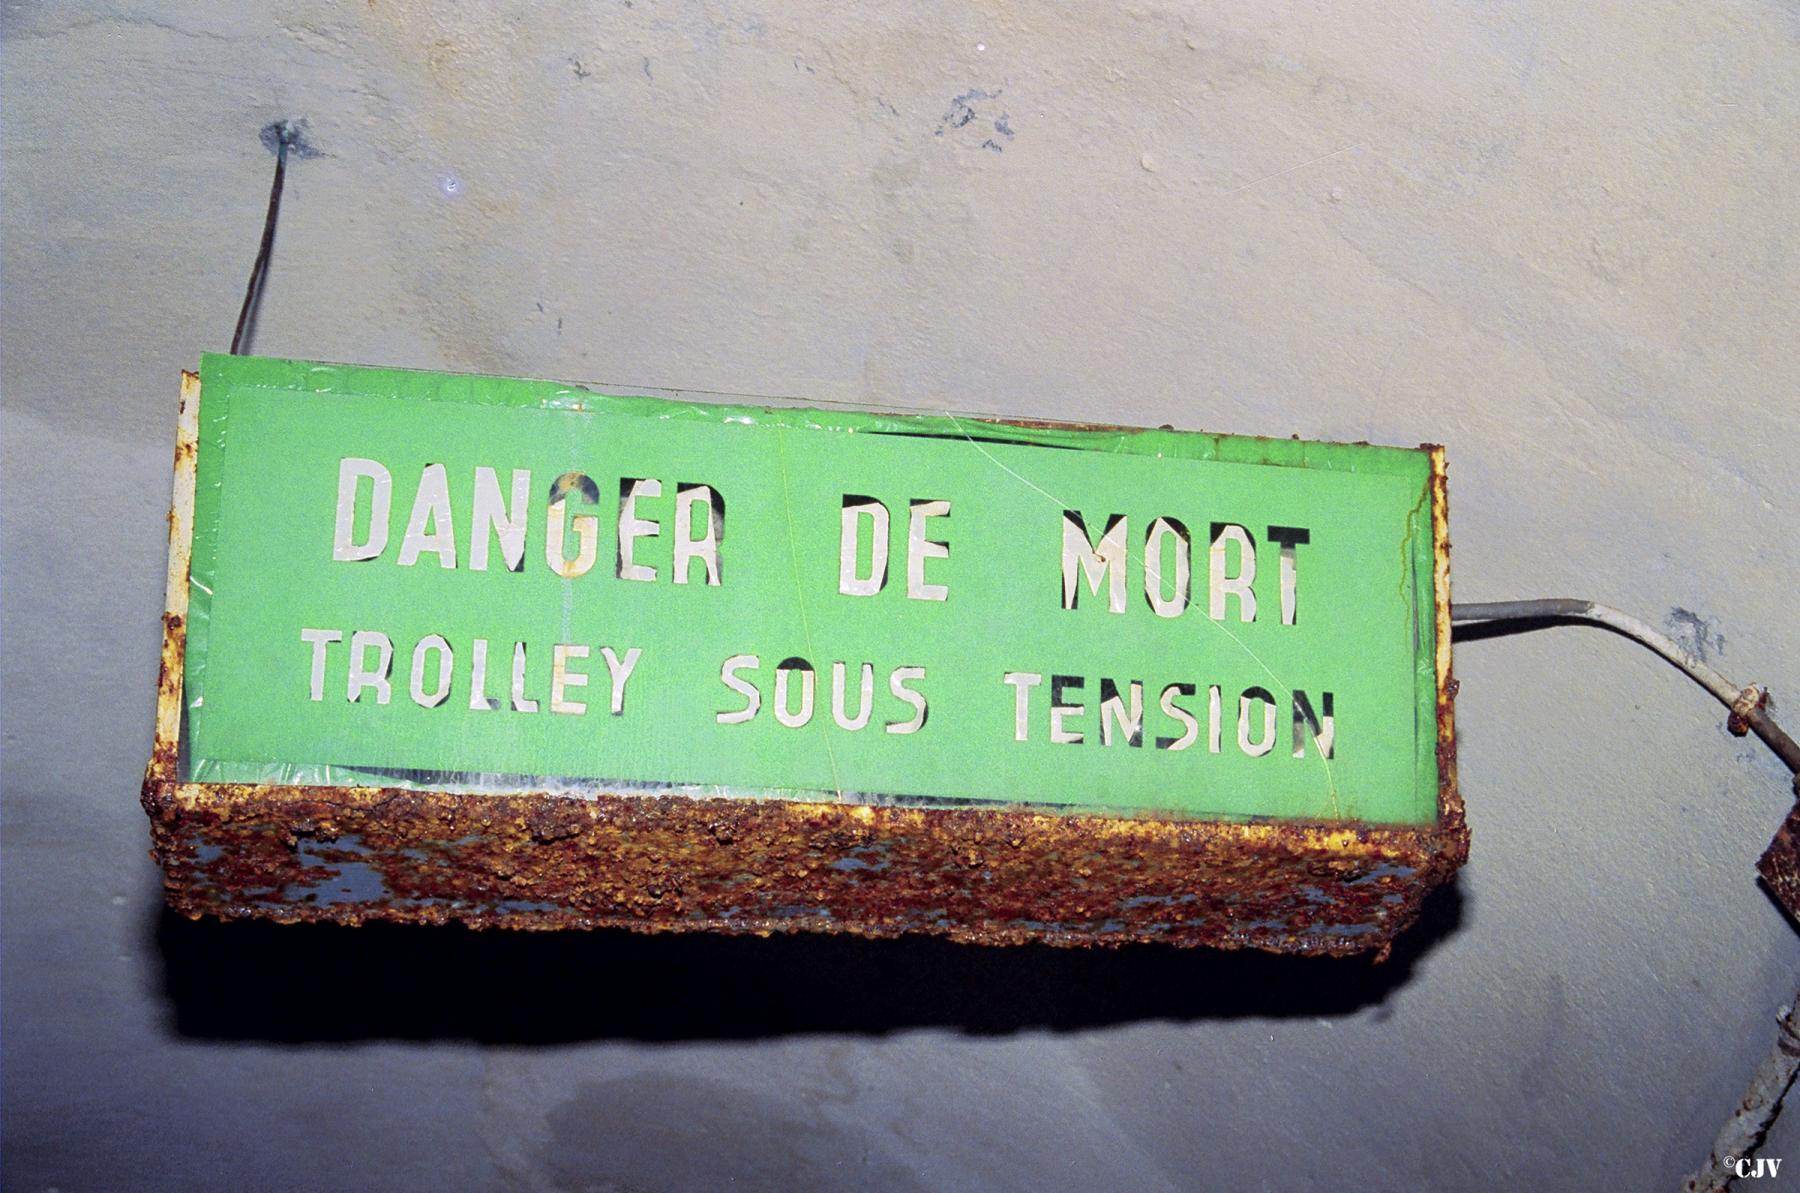 DANGER DE MORT
TROLLEY SOUS TENSION
©CJV